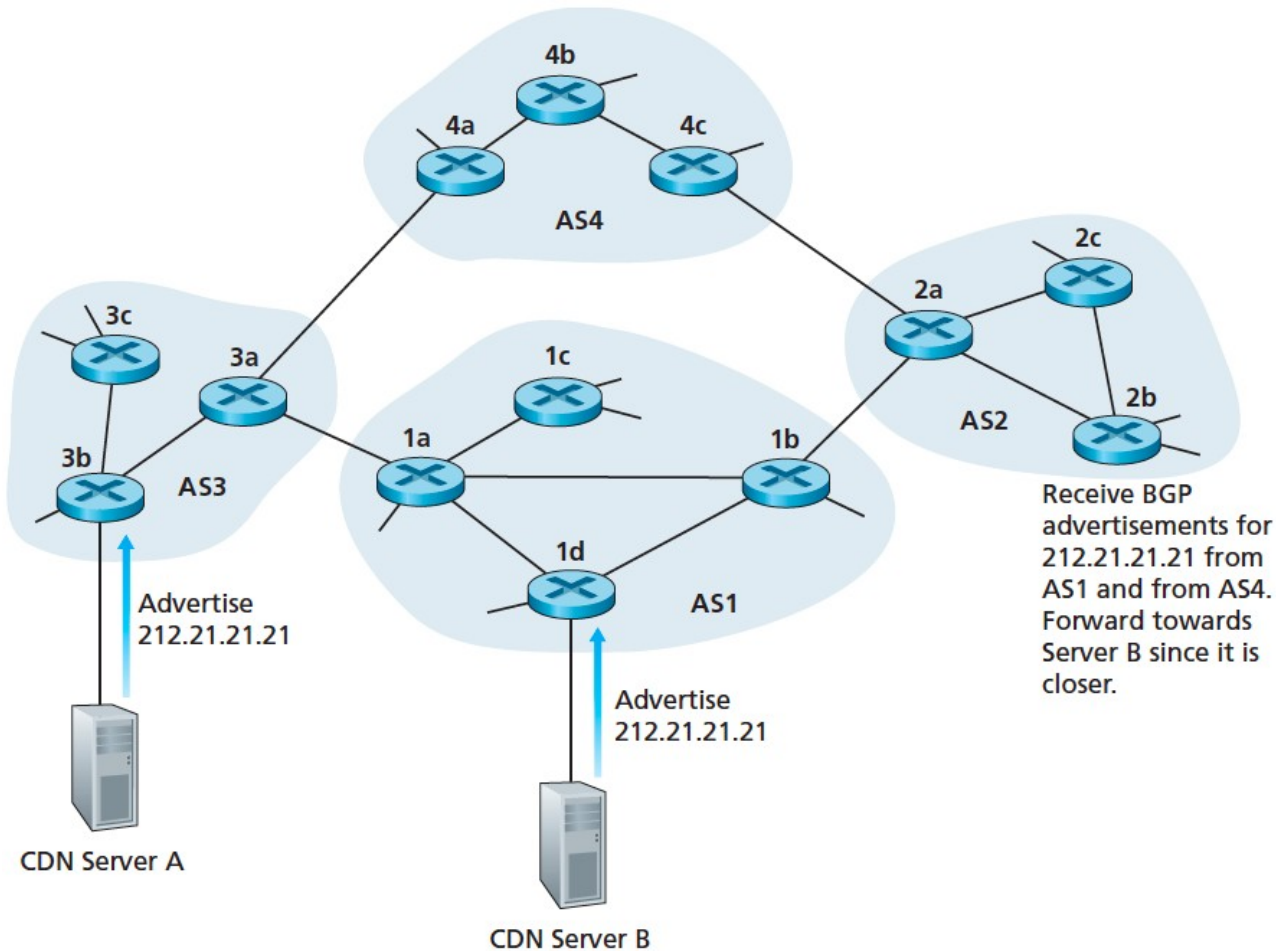 4b
4a
4c
AS4
2c
2a
3c
3a
1c
2b
AS2
1a
1b
3b
AS3
Receive BGP
advertisements for
212.21.21.21 from
AS1 and from AS4.
Forward towards
Server B since it is
closer.
1d
AS1
Advertise
212.21.21.21
Advertise
212.21.21.21
CDN Server A
CDN Server B